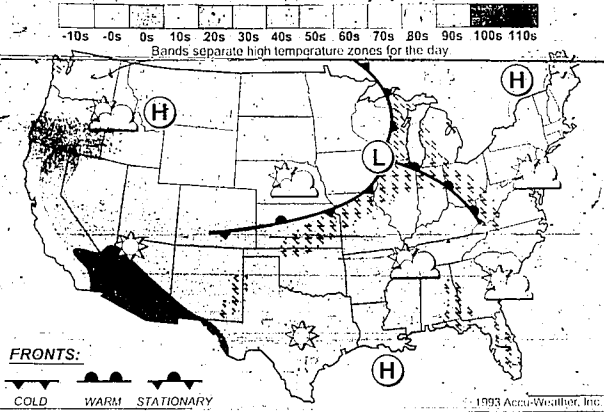 -10s -0s 0s 10s 20s 30s 40s 50s 60s 70s 80s 90s 100s 110s
Bands separate high temperature zones for the day.
H
H
L
H
FRONTS:
COLD WARM STATIONARY
© 1993 Accu-Weather, Inc.